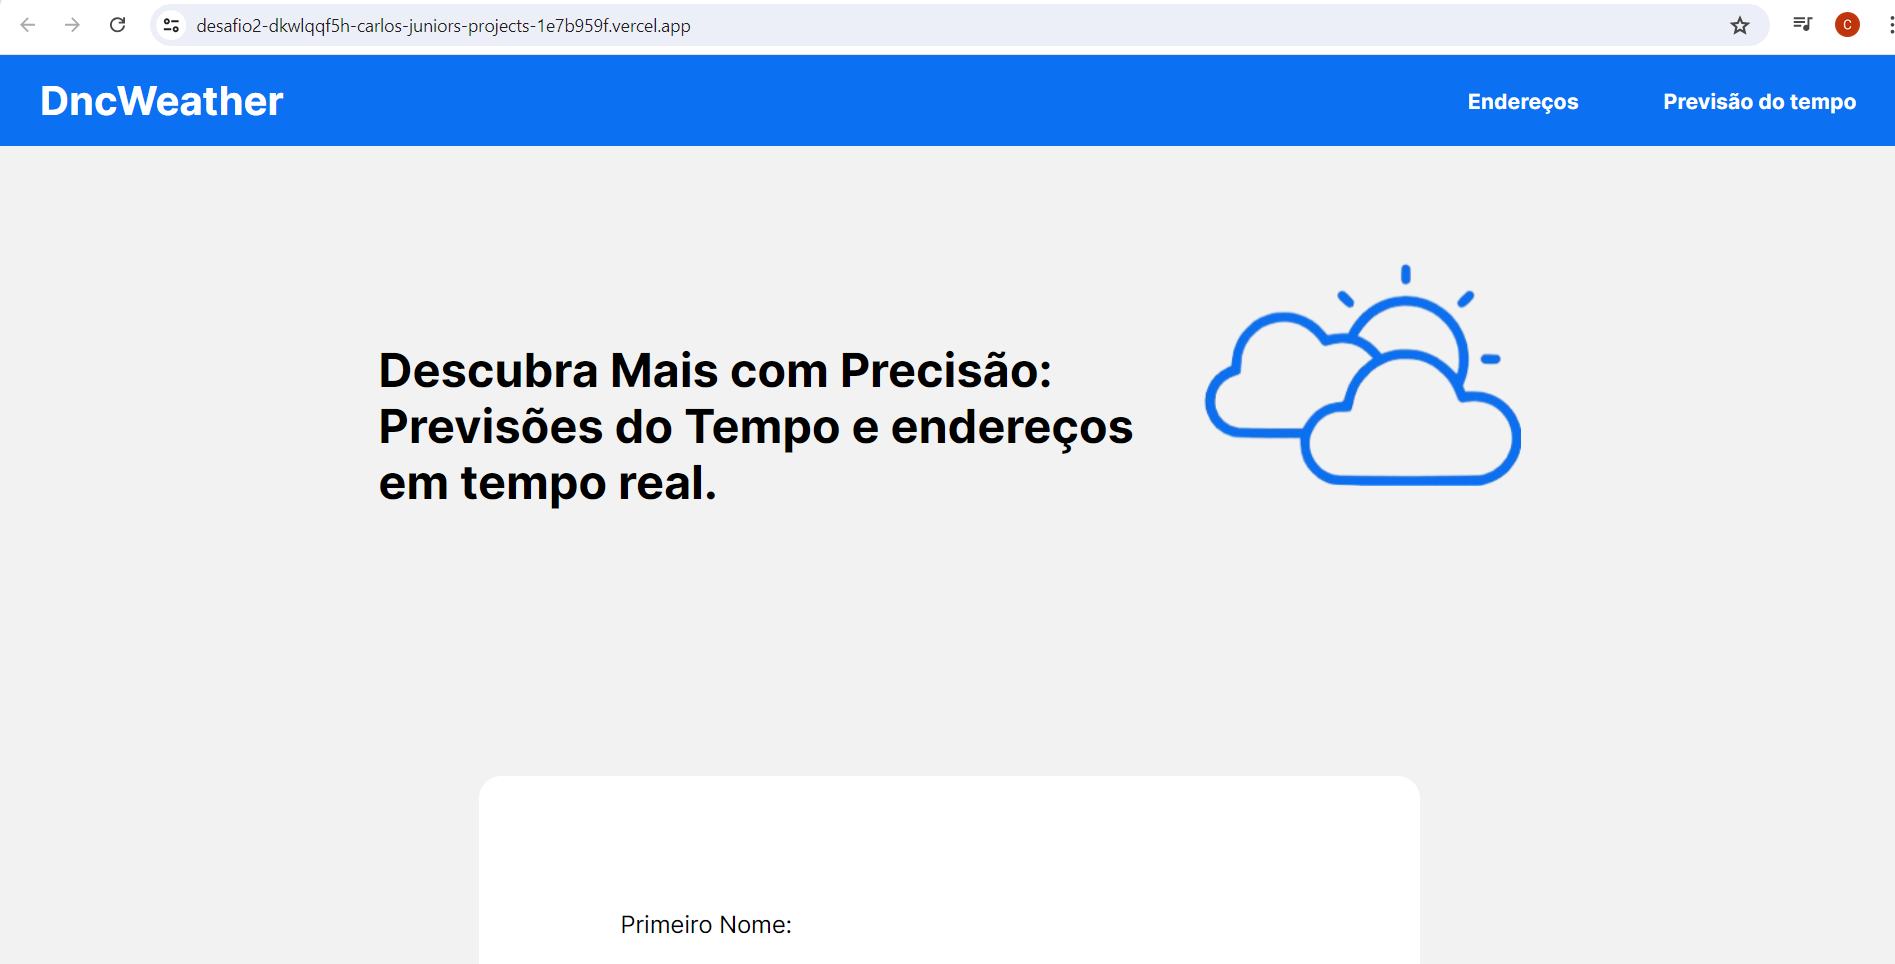 desafio2-dkwlqqf5h-carlos-juniors-projects-1e7b959f.vercel.app
C
DncWeather
Endereços
Previsão do tempo
Descubra Mais com Precisão:
Previsões do Tempo e endereços
em tempo real.
Primeiro Nome: